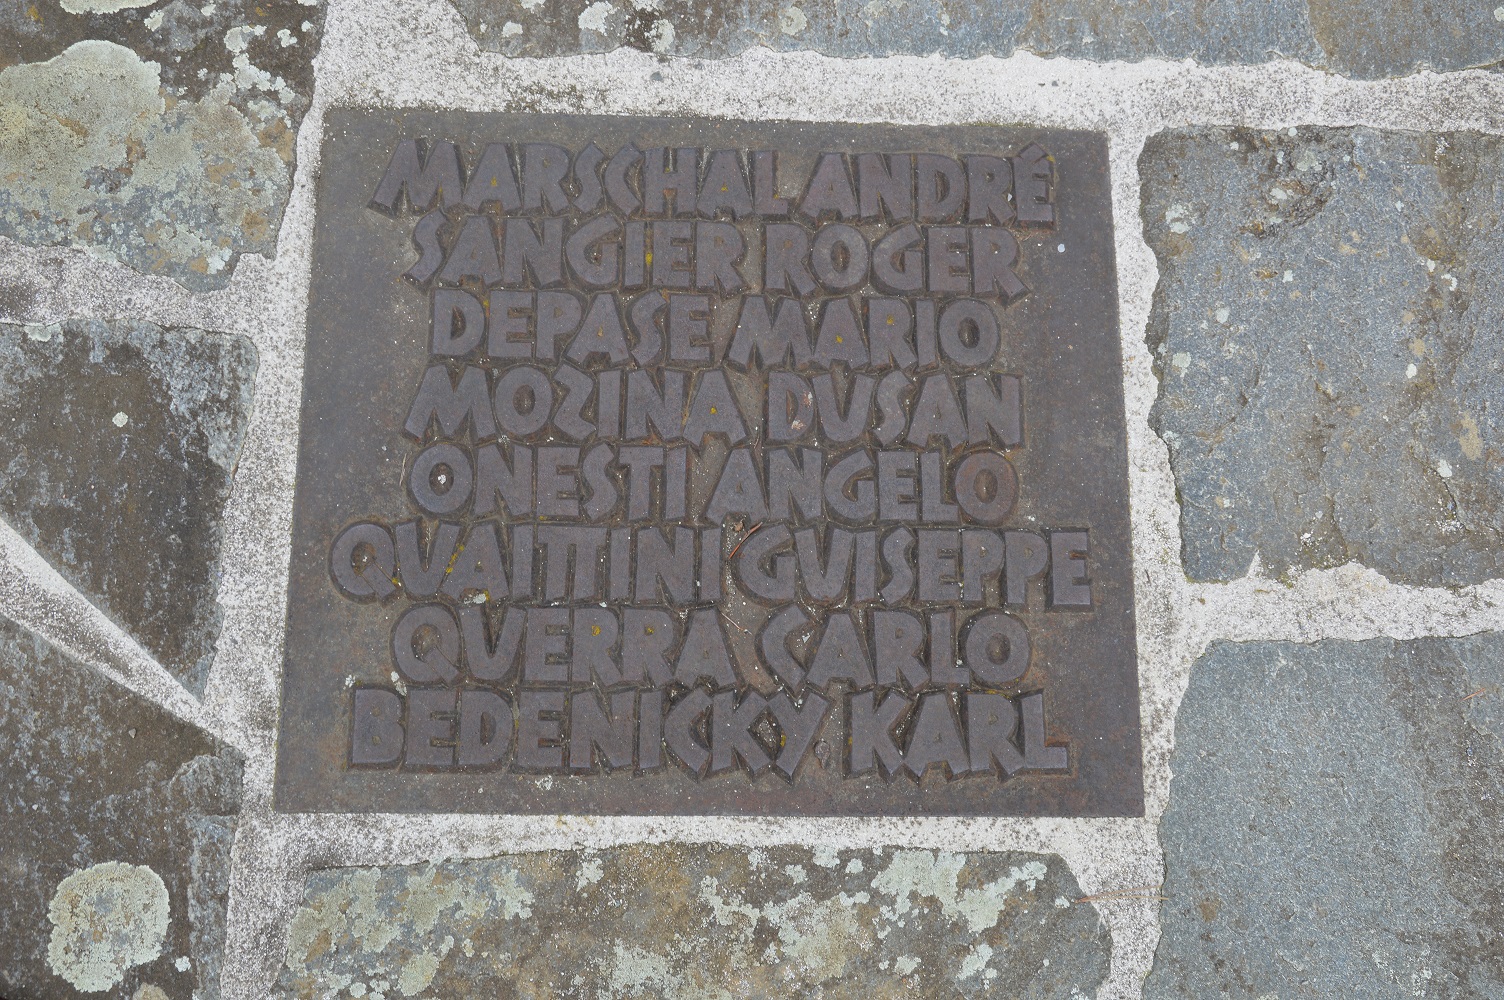 MARSCHAL ANDRÉ
SANGIER ROGER
DEPASE MARIO
MOZINA DUSAN
ONESTI ANGELO
QUAITTINI GUISEPPE
QUERRA CARLO
BEDENICKY KARL